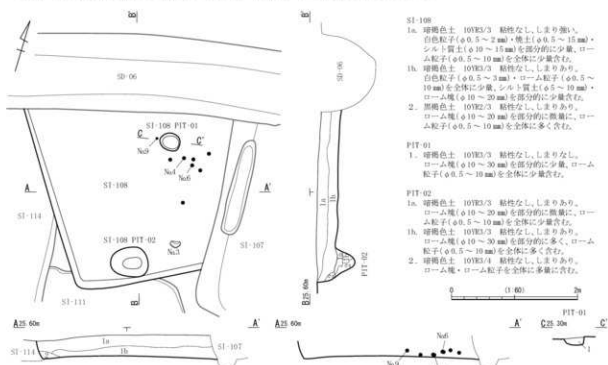 B
B'
SD-06
SD-06
SI-108 PIT-01
C
C'
No.9
No.4
No.6
A
A'
SI-108
SI-114
SI-107
SI-108 PIT-02
No.3
SI-111
B
B 25.60m
1a
1b
PIT-02
SI-108
1a. 暗褐色土 10YR3/3 粘性なし、しまり強い。
白色粒子(φ0.5～2㎜)・焼土(φ0.5～15㎜)・
シルト質土(φ10～15㎜)を部分的に少量、ロー
ム粒子(φ0.5～10㎜)を全体に少量含む。
1b. 暗褐色土 10YR3/3 粘性なし、しまりあり。
白色粒子(φ0.5～3㎜)・ローム粒子(φ0.5～
10㎜)を全体に少量、シルト質土(φ5～10㎜)・
ローム塊(φ10～20㎜)を部分的に少量含む。
2. 黒褐色土 10YR2/3 粘性なし、しまりあり。
ローム塊(φ10～20㎜)を部分的に微量に、ロー
ム粒子(φ0.5～10㎜)を全体に多く含む。
PIT-01
1. 暗褐色土 10YR3/3 粘性なし、しまりなし。
ローム塊(φ10～30㎜)を部分的に少量、ローム
粒子(φ0.5～10㎜)を全体に少量含む。
PIT-02
1a. 暗褐色土 10YR3/3 粘性なし、しまりあり。
ローム塊(φ10～20㎜)を部分的に微量に、ロー
ム粒子(φ0.5～10㎜)を全体に少量含む。
1b. 暗褐色土 10YR3/3 粘性なし、しまりあり。
ローム塊(φ10～30㎜)を部分的に多く、ローム
粒子(φ0.5～10㎜)を全体に少量含む。
2. 暗褐色土 10YR3/4 粘性なし、しまりあり。
ローム塊・ローム粒子を全体に多量に含む。
0 (1:60) 2m
A 25.60m
A'
SI-114
1a
1b
2
SI-107
A 25.60m
A'
No.6
No.9
PIT-01
C 25.30m
C'
1